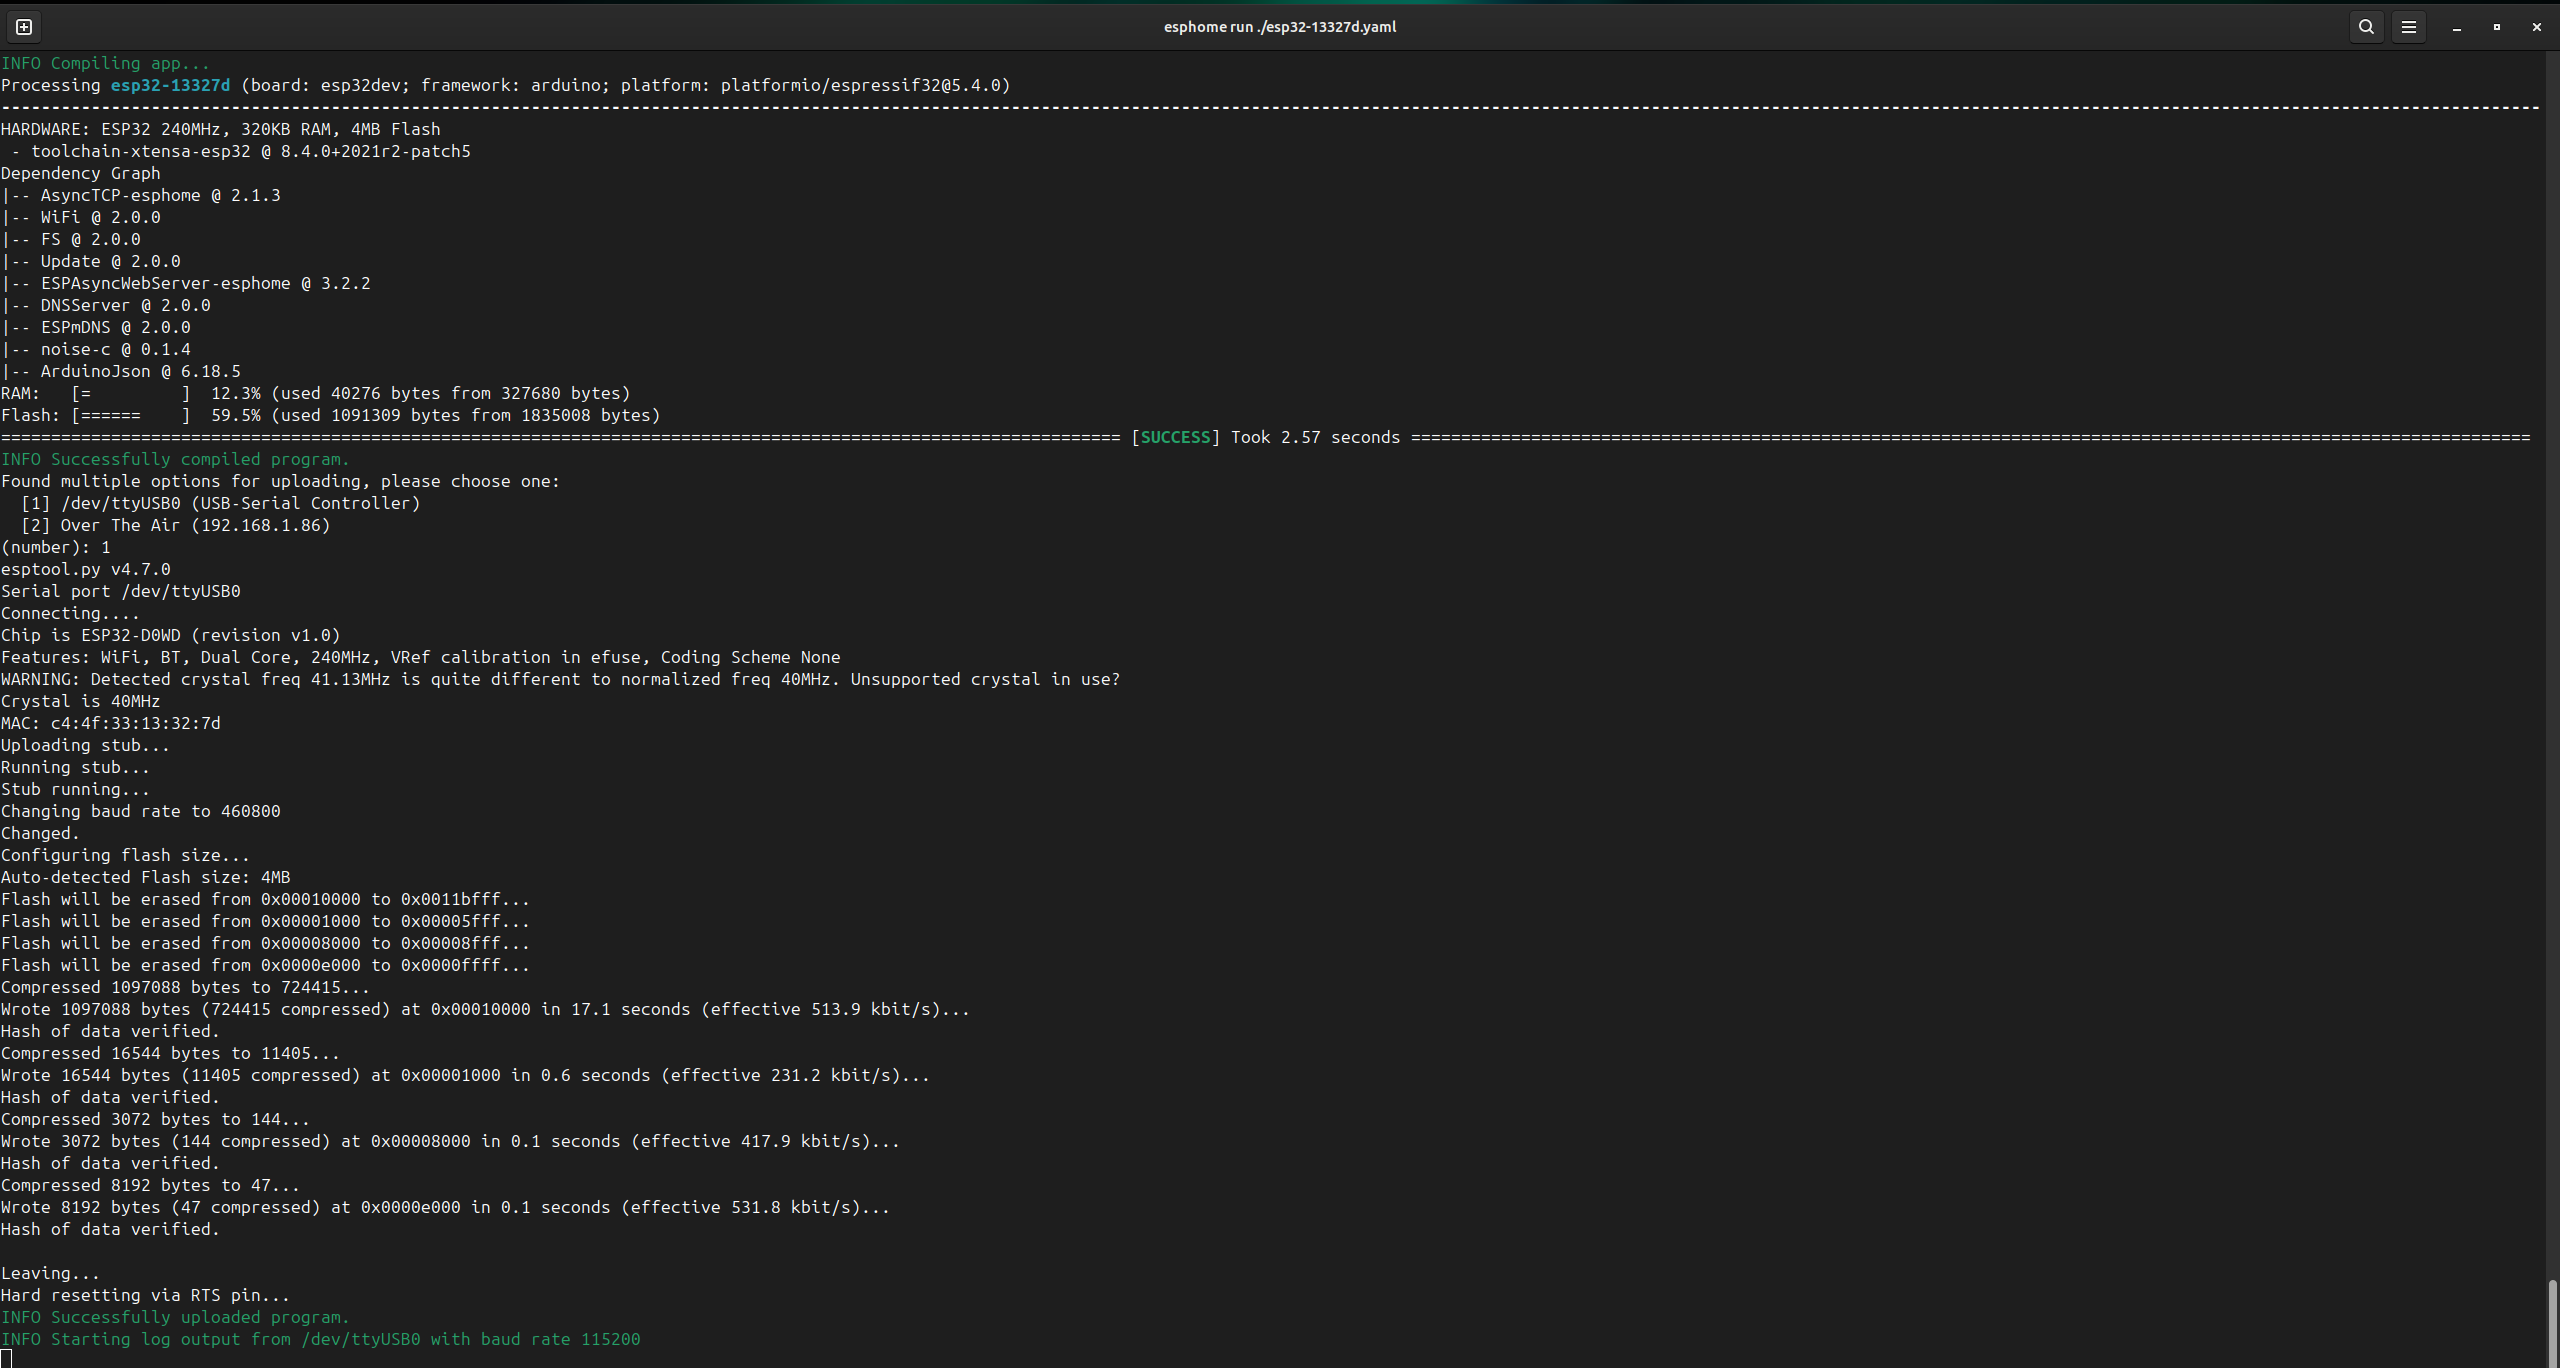 esphome run ./esp32-13327d.yaml
INFO Compiling app...
Processing esp32-13327d (board: esp32dev; framework: arduino; platform: platformio/espressif32@5.4.0)
--------------------------------------------------------------------------------
HARDWARE: ESP32 240MHz, 320KB RAM, 4MB Flash
 - toolchain-xtensa-esp32 @ 8.4.0+2021r2-patch5
Dependency Graph
|-- AsyncTCP-esphome @ 2.1.3
|-- WiFi @ 2.0.0
|-- FS @ 2.0.0
|-- Update @ 2.0.0
|-- ESPAsyncWebServer-esphome @ 3.2.2
|-- DNSServer @ 2.0.0
|-- ESPmDNS @ 2.0.0
|-- noise-c @ 0.1.4
|-- ArduinoJson @ 6.18.5
RAM:   [=         ]  12.3% (used 40276 bytes from 327680 bytes)
Flash: [======    ]  59.5% (used 1091309 bytes from 1835008 bytes)
======================== [SUCCESS] Took 2.57 seconds ========================
INFO Successfully compiled program.
Found multiple options for uploading, please choose one:
  [1] /dev/ttyUSB0 (USB-Serial Controller)
  [2] Over The Air (192.168.1.86)
(number): 1
esptool.py v4.7.0
Serial port /dev/ttyUSB0
Connecting....
Chip is ESP32-D0WD (revision v1.0)
Features: WiFi, BT, Dual Core, 240MHz, VRef calibration in efuse, Coding Scheme None
WARNING: Detected crystal freq 41.13MHz is quite different to normalized freq 40MHz. Unsupported crystal in use?
Crystal is 40MHz
MAC: c4:4f:33:13:32:7d
Uploading stub...
Running stub...
Stub running...
Changing baud rate to 460800
Changed.
Configuring flash size...
Auto-detected Flash size: 4MB
Flash will be erased from 0x00010000 to 0x0011bfff...
Flash will be erased from 0x00001000 to 0x00005fff...
Flash will be erased from 0x00008000 to 0x00008fff...
Flash will be erased from 0x0000e000 to 0x0000ffff...
Compressed 1097088 bytes to 724415...
Wrote 1097088 bytes (724415 compressed) at 0x00010000 in 17.1 seconds (effective 513.9 kbit/s)...
Hash of data verified.
Compressed 16544 bytes to 11405...
Wrote 16544 bytes (11405 compressed) at 0x00001000 in 0.6 seconds (effective 231.2 kbit/s)...
Hash of data verified.
Compressed 3072 bytes to 144...
Wrote 3072 bytes (144 compressed) at 0x00008000 in 0.1 seconds (effective 417.9 kbit/s)...
Hash of data verified.
Compressed 8192 bytes to 47...
Wrote 8192 bytes (47 compressed) at 0x0000e000 in 0.1 seconds (effective 531.8 kbit/s)...
Hash of data verified.

Leaving...
Hard resetting via RTS pin...
INFO Successfully uploaded program.
INFO Starting log output from /dev/ttyUSB0 with baud rate 115200